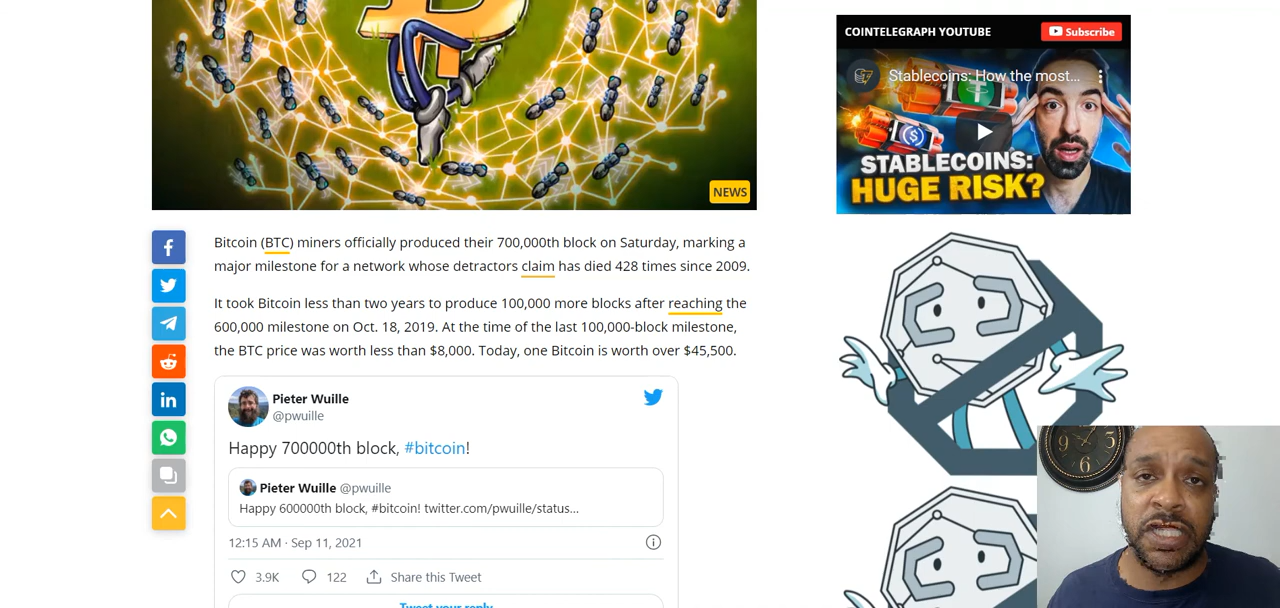 NEWS
COINTELEGRAPH YOUTUBE
Subscribe
Stablecoins: How the most...
STABLECOINS:
HUGE RISK?
Bitcoin (BTC) miners officially produced their 700,000th block on Saturday, marking a
major milestone for a network whose detractors claim has died 428 times since 2009.
It took Bitcoin less than two years to produce 100,000 more blocks after reaching the
600,000 milestone on Oct. 18, 2019. At the time of the last 100,000-block milestone,
the BTC price was worth less than $8,000. Today, one Bitcoin is worth over $45,500.
Pieter Wuille
@pwuille
Happy 700000th block, #bitcoin!
Pieter Wuille @pwuille
Happy 600000th block, #bitcoin! twitter.com/pwuille/status...
12:15 AM · Sep 11, 2021
3.9K 122 Share this Tweet
Tweet your reply